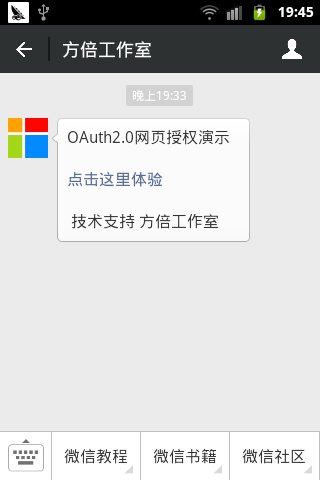 19:45
方倍工作室
晚上19:33
OAuth2.0网页授权演示
点击这里体验
技术支持 方倍工作室
微信教程 微信书籍 微信社区